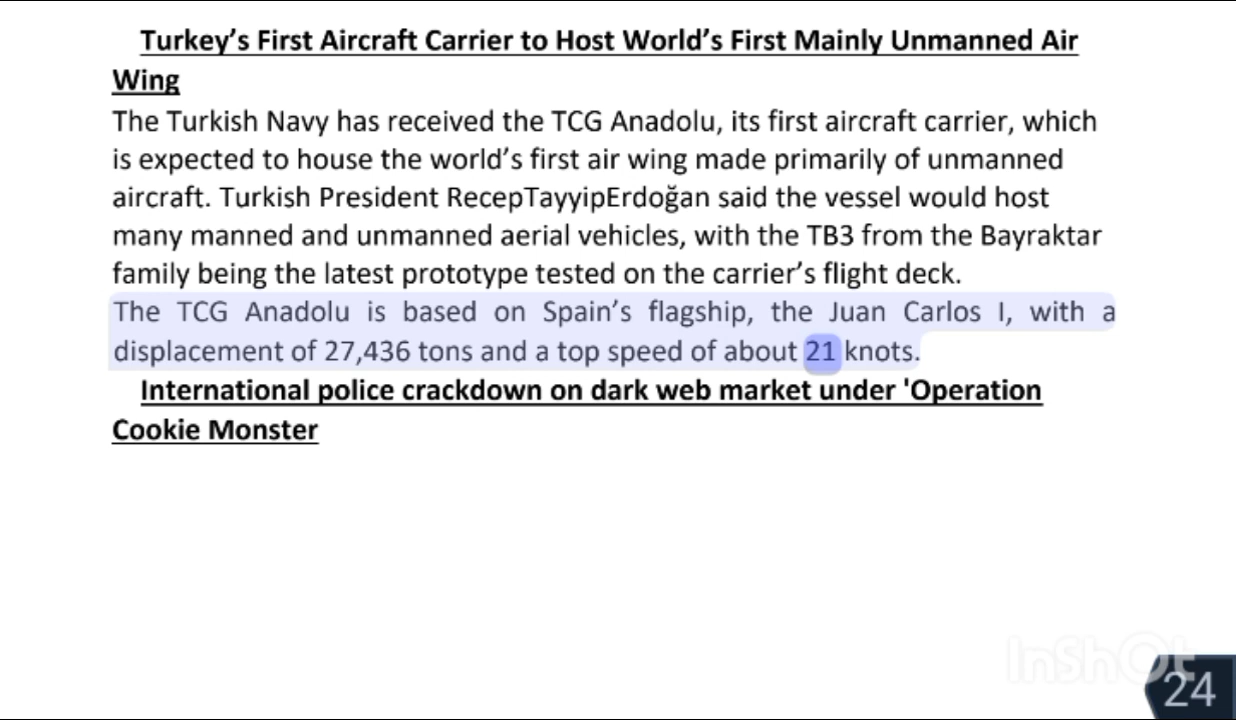 Turkey’s First Aircraft Carrier to Host World’s First Mainly Unmanned Air
Wing
The Turkish Navy has received the TCG Anadolu, its first aircraft carrier, which
is expected to house the world’s first air wing made primarily of unmanned
aircraft. Turkish President RecepTayyipErdoğan said the vessel would host
many manned and unmanned aerial vehicles, with the TB3 from the Bayraktar
family being the latest prototype tested on the carrier’s flight deck.
The TCG Anadolu is based on Spain’s flagship, the Juan Carlos I, with a
displacement of 27,436 tons and a top speed of about 21 knots.
International police crackdown on dark web market under 'Operation
Cookie Monster
InShOt
24